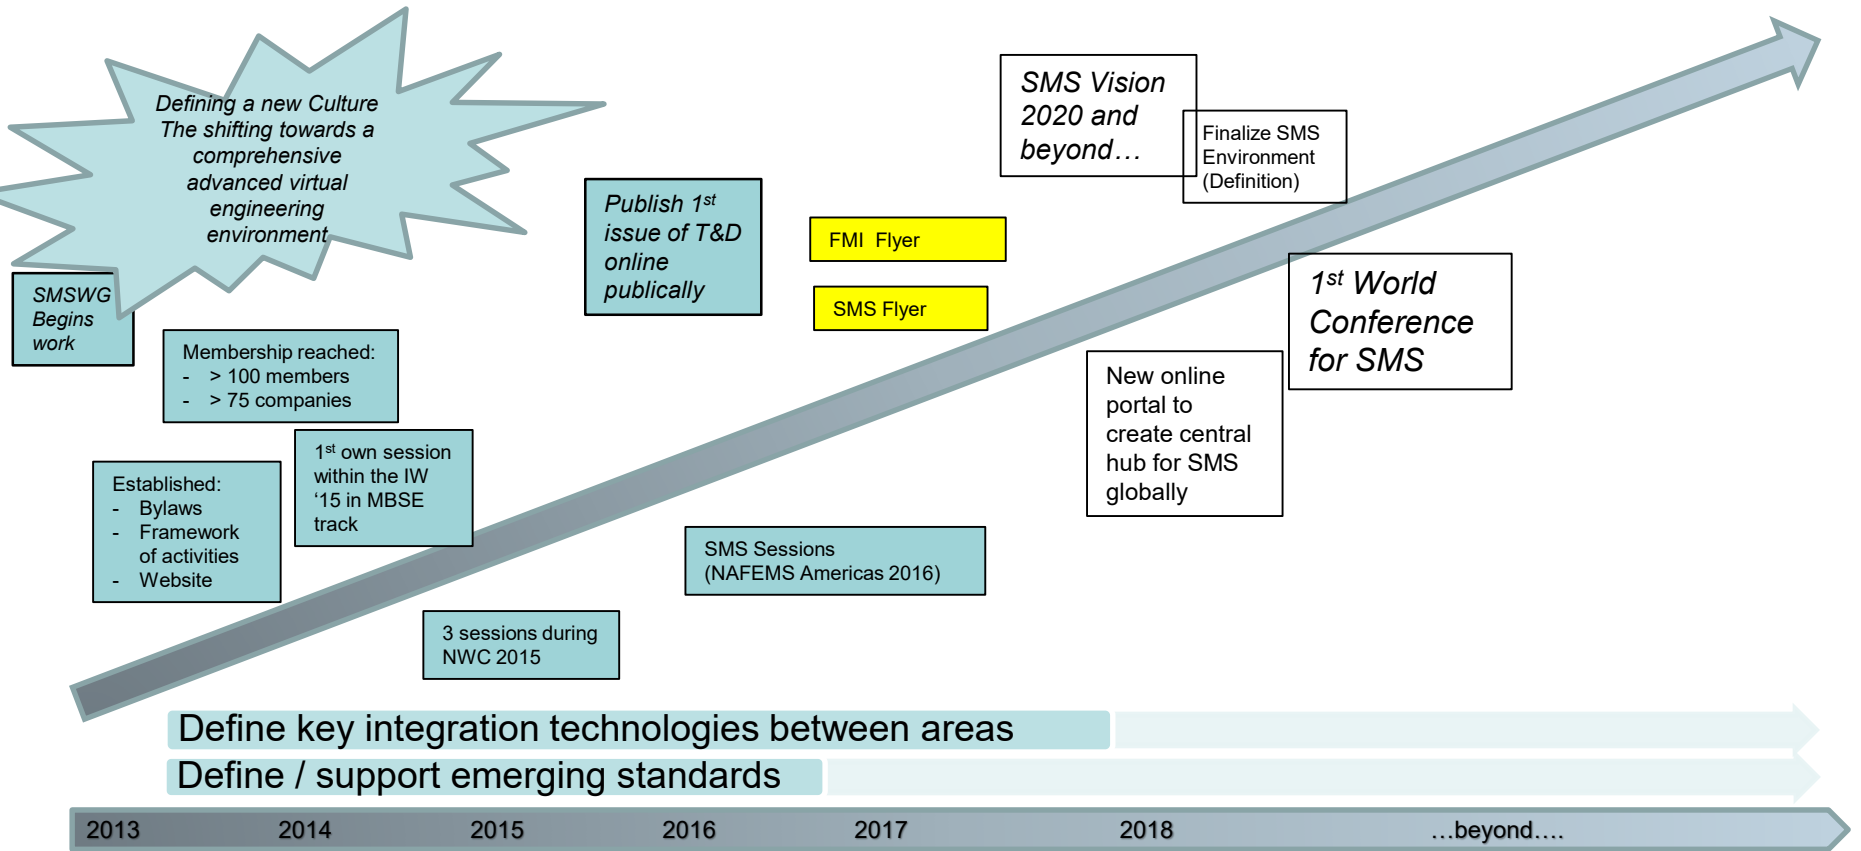 Defining a new Culture
The shifting towards a
comprehensive
advanced virtual
engineering
environment
SMSWG
Begins
work
Membership reached:
- > 100 members
- > 75 companies
Established:
- Bylaws
- Framework
of activities
- Website
1st own session
within the IW
‘15 in MBSE
track
3 sessions during
NWC 2015
Publish 1st
issue of T&D
online
publically
SMS Sessions
(NAFEMS Americas 2016)
FMI Flyer
SMS Flyer
SMS Vision
2020 and
beyond…
Finalize SMS
Environment
(Definition)
New online
portal to
create central
hub for SMS
globally
1st World
Conference
for SMS
Define key integration technologies between areas
Define / support emerging standards
2013 2014 2015 2016 2017 2018 …beyond….